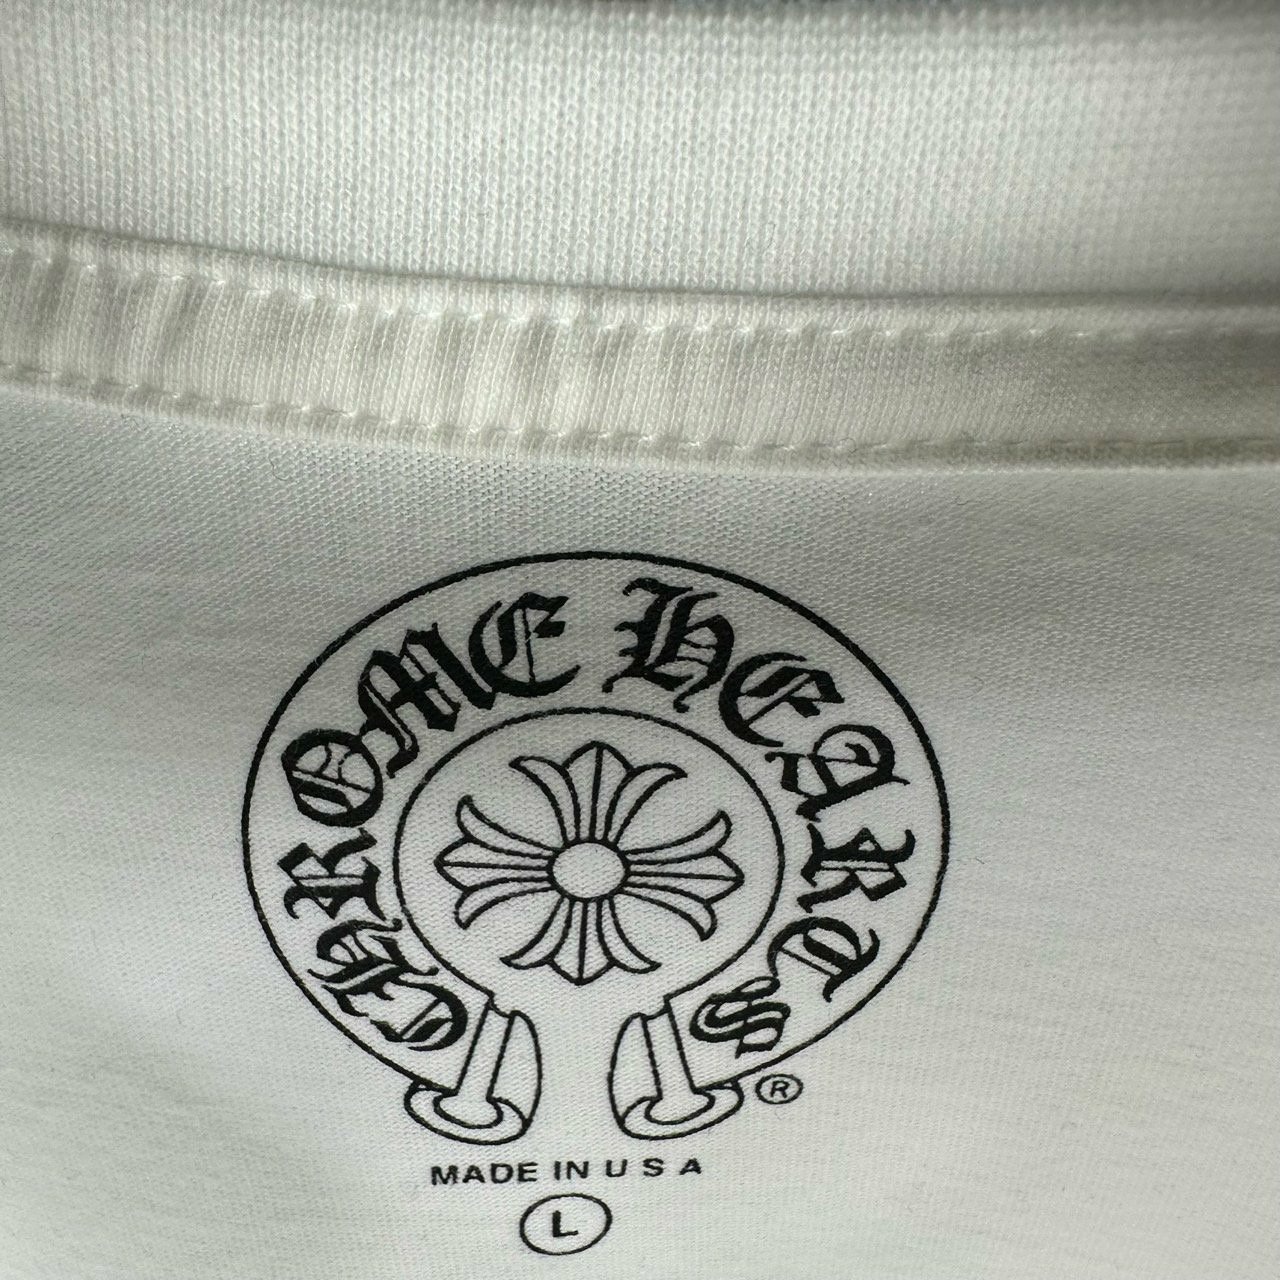 CHROME HEARTS
®
MADE IN U S A
L